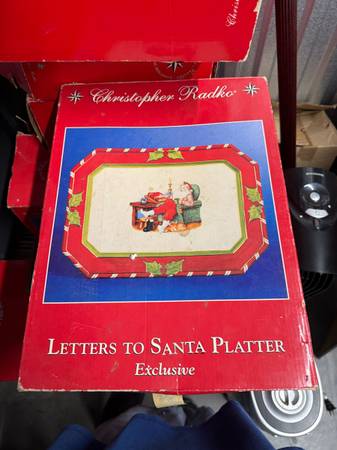 Christopher Radko
LETTERS TO SANTA PLATTER
Exclusive